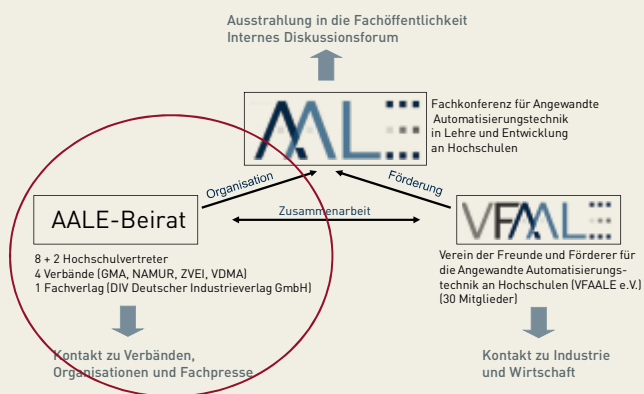 Ausstrahlung in die Fachöffentlichkeit
Internes Diskussionsforum
AALE
Fachkonferenz für Angewandte
Automatisierungstechnik
in Lehre und Entwicklung
an Hochschulen
Organisation
Förderung
AALE-Beirat
Zusammenarbeit
VFAALE
8 + 2 Hochschulvertreter
4 Verbände (GMA, NAMUR, ZVEI, VDMA)
1 Fachverlag (DIV Deutscher Industrieverlag GmbH)
Verein der Freunde und Förderer für
die Angewandte Automatisierungs-
technik an Hochschulen (VFAALE e.V.)
(30 Mitglieder)
Kontakt zu Verbänden,
Organisationen und Fachpresse
Kontakt zu Industrie
und Wirtschaft